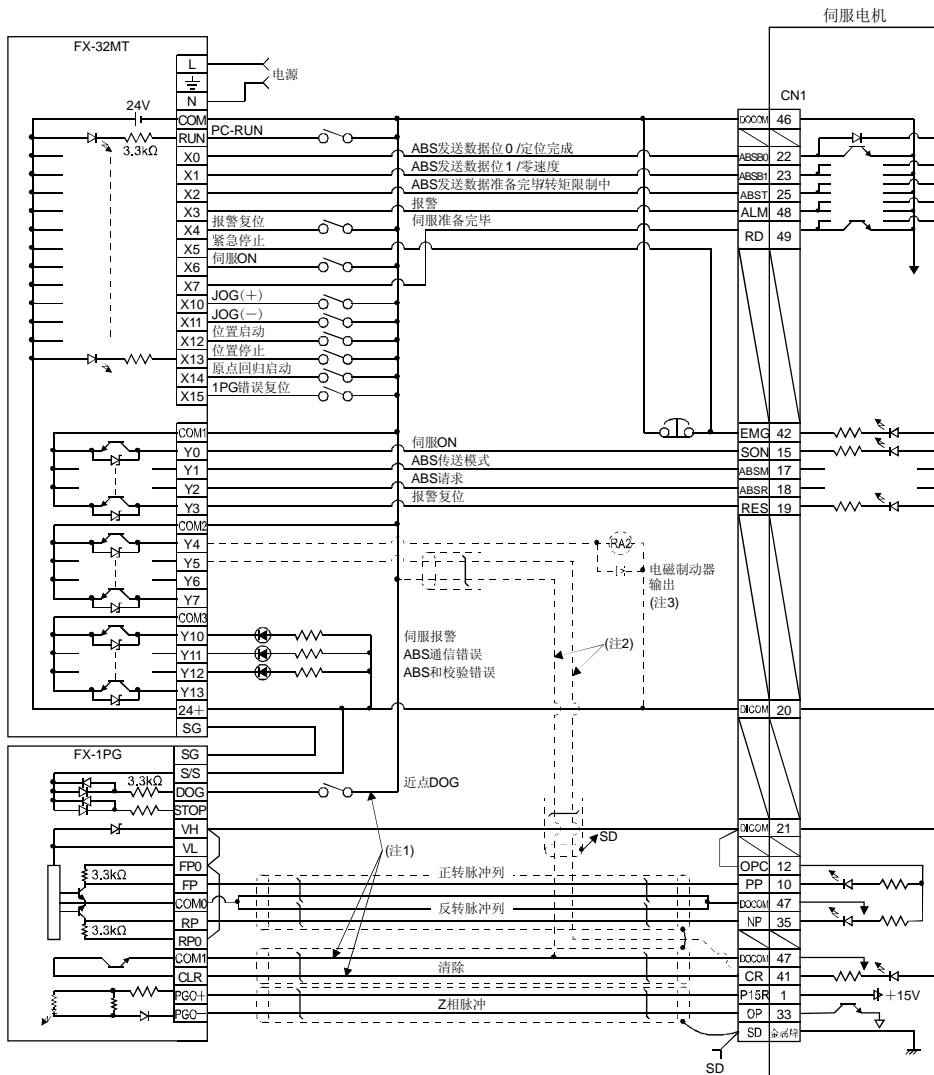 伺服电机
FX-32MT
L
电源
N
24V
CN1
COM
DOCOM 46
3.3kΩ
RUN PC-RUN
X0 ABS发送数据位0/定位完成 ABSB0 22
X1 ABS发送数据位1/零速度 ABSB1 23
X2 ABS发送数据准备完毕/转矩限制中 ABST 25
X3 报警 ALM 48
X4 报警复位 伺服准备完毕 RD 49
X5 紧急停止
X6 伺服ON
X7
X10 JOG(+)
X11 JOG(—)
X12 位置启动
X13 位置停止
X14 原点回归启动
X15 1PG错误复位
COM1 EMG 42
Y0 伺服ON SON 15
Y1 ABS传送模式 ABSM 17
Y2 ABS请求 ABSR 18
Y3 报警复位 RES 19
COM2
Y4 RA2
Y5 电磁制动器
Y6 输出
Y7 (注3)
COM3
Y10 伺服报警 (注2)
Y11 ABS通信错误
Y12 ABS和校验错误
Y13
24+ DICOM 20
SG
FX-1PG
SG
S/S
3.3kΩ
DOG 近点DOG
STOP
VH DICOM 21
VL (注1) SD
FP0 OPC 12
3.3kΩ
FP 正转脉冲列 PP 10
COM0 DOCOM 47
RP 反转脉冲列 NP 35
3.3kΩ
RP0
COM1 DOCOM 47
CLR 清除 CR 41
PGO+ P15R 1 +15V
PGO— Z相脉冲 OP 33
SD 金属牌
SD